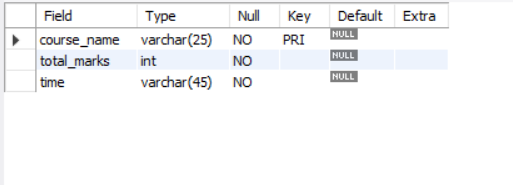 Field Type Null Key Default Extra
course_name varchar(25) NO PRI NULL
total_marks int NO NULL
time varchar(45) NO NULL